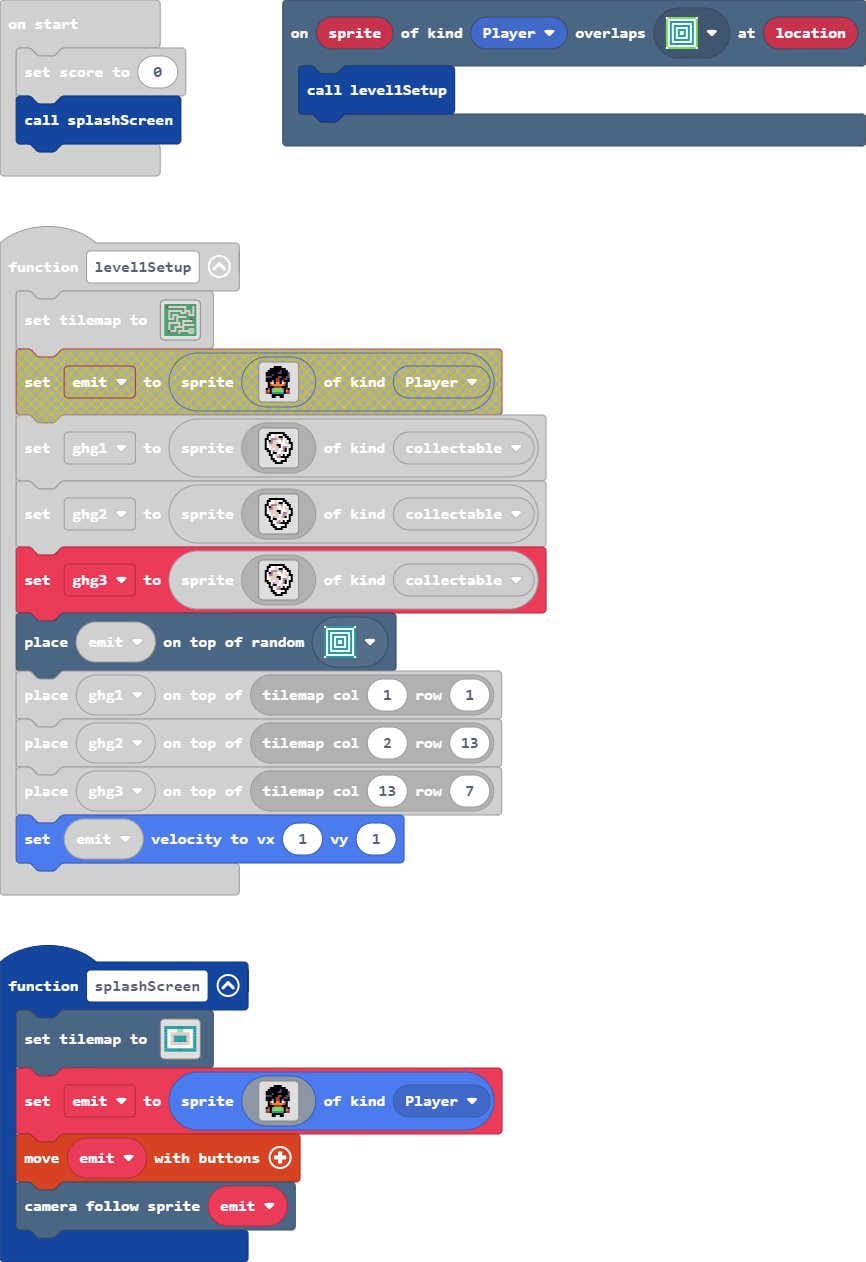 on start
set score to 0
call splashScreen
on sprite of kind Player overlaps at location
call level1Setup
function level1Setup
set tilemap to
set emit to sprite of kind Player
set ghg1 to sprite of kind collectable
set ghg2 to sprite of kind collectable
set ghg3 to sprite of kind collectable
place emit on top of random
place ghg1 on top of tilemap col 1 row 1
place ghg2 on top of tilemap col 2 row 13
place ghg3 on top of tilemap col 13 row 7
set emit velocity to vx 1 vy 1
function splashScreen
set tilemap to
set emit to sprite of kind Player
move emit with buttons
camera follow sprite emit